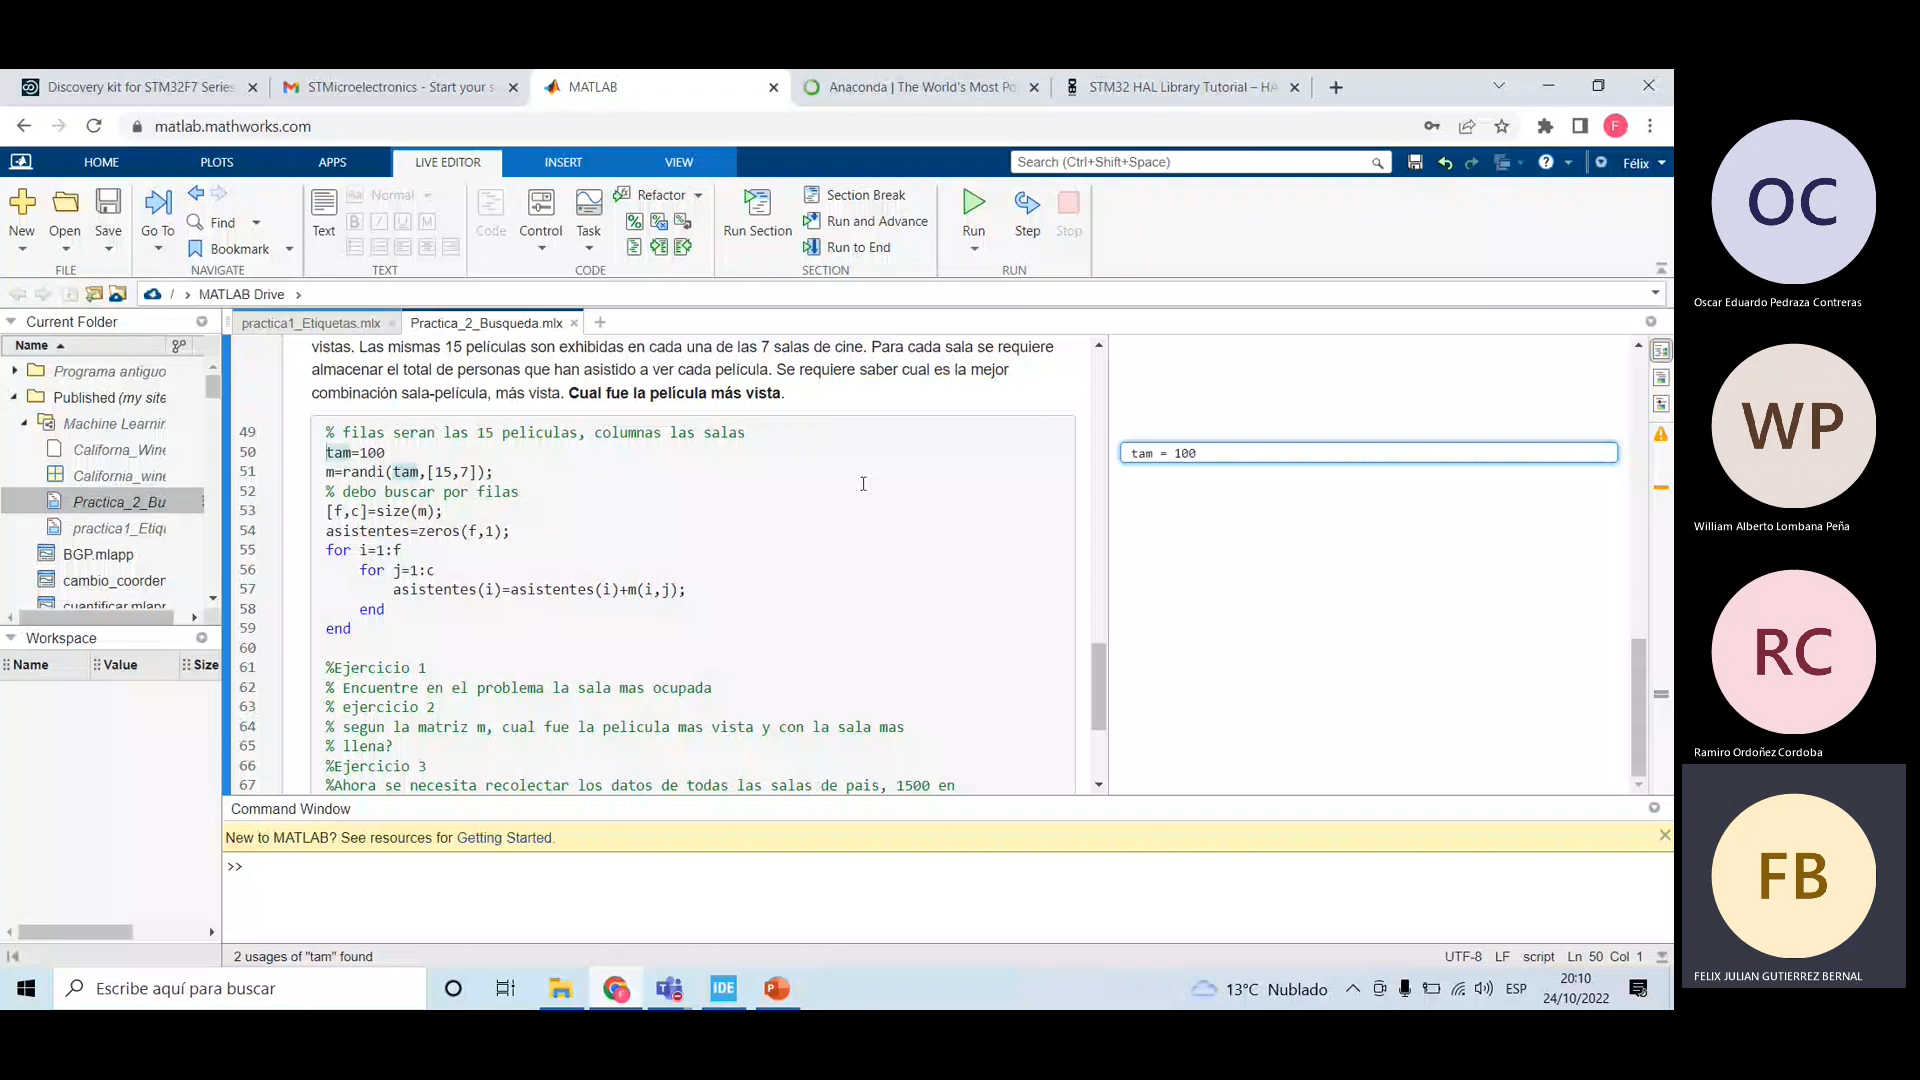 Discovery kit for STM32F7 Series
STMicroelectronics - Start your s
MATLAB
Anaconda | The World's Most Po
STM32 HAL Library Tutorial – HA
matlab.mathworks.com
F
HOME
PLOTS
APPS
LIVE EDITOR
INSERT
VIEW
Search (Ctrl+Shift+Space)
Félix
New
Open
Save
FILE
Go To
Find
Bookmark
NAVIGATE
Text
Aa Normal
B I U M
TEXT
Code
Control
Task
Refactor
CODE
Run Section
Section Break
Run and Advance
Run to End
SECTION
Run
Step
Stop
RUN
/ › MATLAB Drive ›
Current Folder
Name
Programa antiguo
Published (my site
Machine Learnin
Californa_Wine
California_wine
Practica_2_Bu
practica1_Etiq
BGP.mlapp
cambio_coorder
cuantificar.mlapp
Workspace
Name
Value
Size
practica1_Etiquetas.mlx
Practica_2_Busqueda.mlx
vistas. Las mismas 15 películas son exhibidas en cada una de las 7 salas de cine. Para cada sala se requiere
almacenar el total de personas que han asistido a ver cada película. Se requiere saber cual es la mejor
combinación sala-película, más vista. Cual fue la película más vista.
49 % filas seran las 15 peliculas, columnas las salas
50 tam=100
51 m=randi(tam,[15,7]);
52 % debo buscar por filas
53 [f,c]=size(m);
54 asistentes=zeros(f,1);
55 for i=1:f
56 for j=1:c
57 asistentes(i)=asistentes(i)+m(i,j);
58 end
59 end
60
61 %Ejercicio 1
62 % Encuentre en el problema la sala mas ocupada
63 % ejercicio 2
64 % segun la matriz m, cual fue la pelicula mas vista y con la sala mas
65 % llena?
66 %Ejercicio 3
67 %Ahora se necesita recolectar los datos de todas las salas de pais, 1500 en
tam = 100
Command Window
New to MATLAB? See resources for Getting Started.
>>
2 usages of "tam" found
UTF-8 LF script Ln 50 Col 1
Escribe aquí para buscar
IDE
13°C Nublado
ESP
20:10
24/10/2022
OC
Oscar Eduardo Pedraza Contreras
WP
William Alberto Lombana Peña
RC
Ramiro Ordoñez Cordoba
FB
FELIX JULIAN GUTIERREZ BERNAL